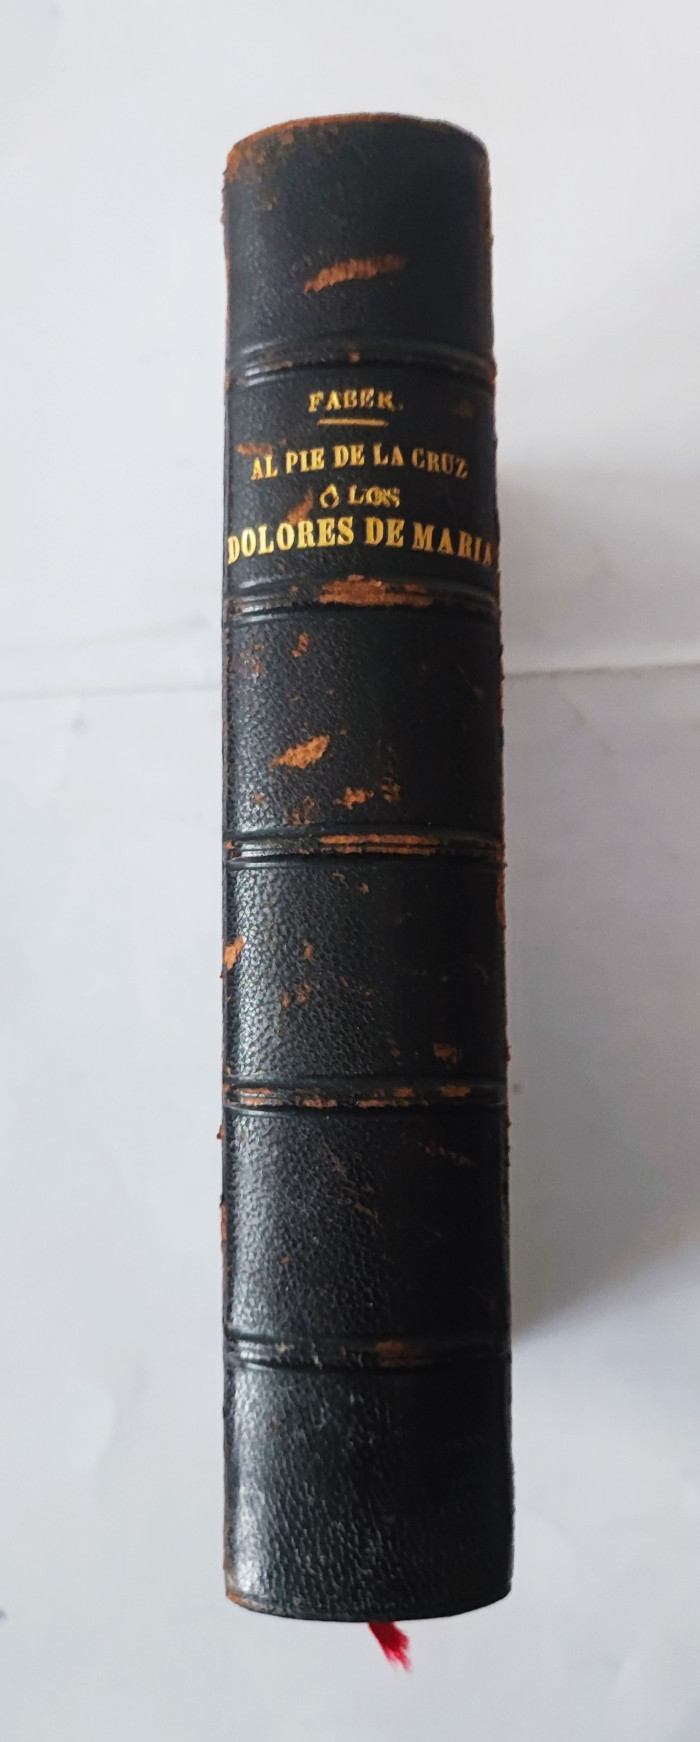 FABER.
AL PIE DE LA CRUZ
Ó LOS
DOLORES DE MARIA